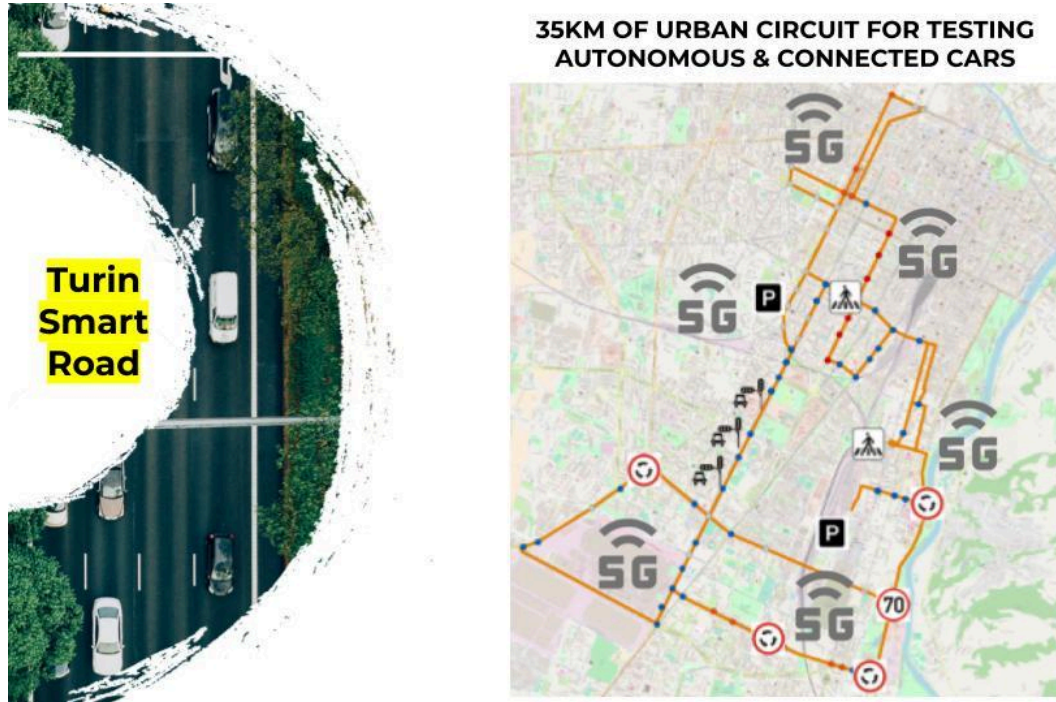 Turin
Smart
Road
35KM OF URBAN CIRCUIT FOR TESTING
AUTONOMOUS & CONNECTED CARS
5G
5G
5G
P
5G
5G
P
5G
70